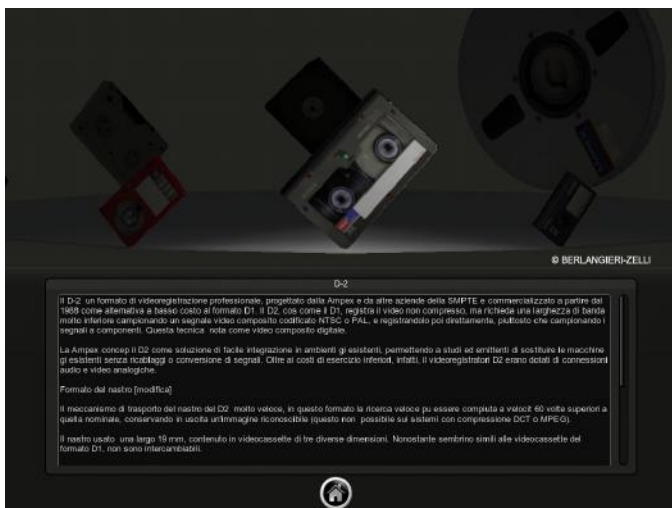 © BERLANGIERI-ZELLI
D-2
Il D-2 un formato di videoregistrazione professionale, progettato dalla Ampex e da altre aziende della SMPTE e commercializzato a partire dal
1988 come alternativa a basso costo al formato D1. Il D2, cos come il D1, registra il video non compresso, ma richiede una larghezza di banda
molto inferiore campionando un segnale video composito codificato NTSC o PAL, e registrandolo poi direttamente, piuttosto che campionando i
segnali a componenti. Questa tecnica nota come video composito digitale.
La Ampex concep il D2 come soluzione di facile integrazione in ambienti gi esistenti, permettendo a studi ed emittenti di sostituire le macchine
gi esistenti senza ricablaggi o conversione di segnali. Oltre ai costi di esercizio inferiori, infatti, il videoregistratori D2 erano dotati di connessioni
audio e video analogiche.
Formato del nastro [modifica]
Il meccanismo di trasporto del nastro del D2 molto veloce, in questo formato la ricerca veloce pu essere compiuta a velocit 60 volte superiori a
quella nominale, conservando in uscita un'immagine riconoscibile (questo non possibile sui sistemi con compressione DCT o MPEG).
Il nastro usato una largo 19 mm, contenuto in videocassette di tre diverse dimensioni. Nonostante sembrino simili alle videocassette del
formato D1, non sono intercambiabili.